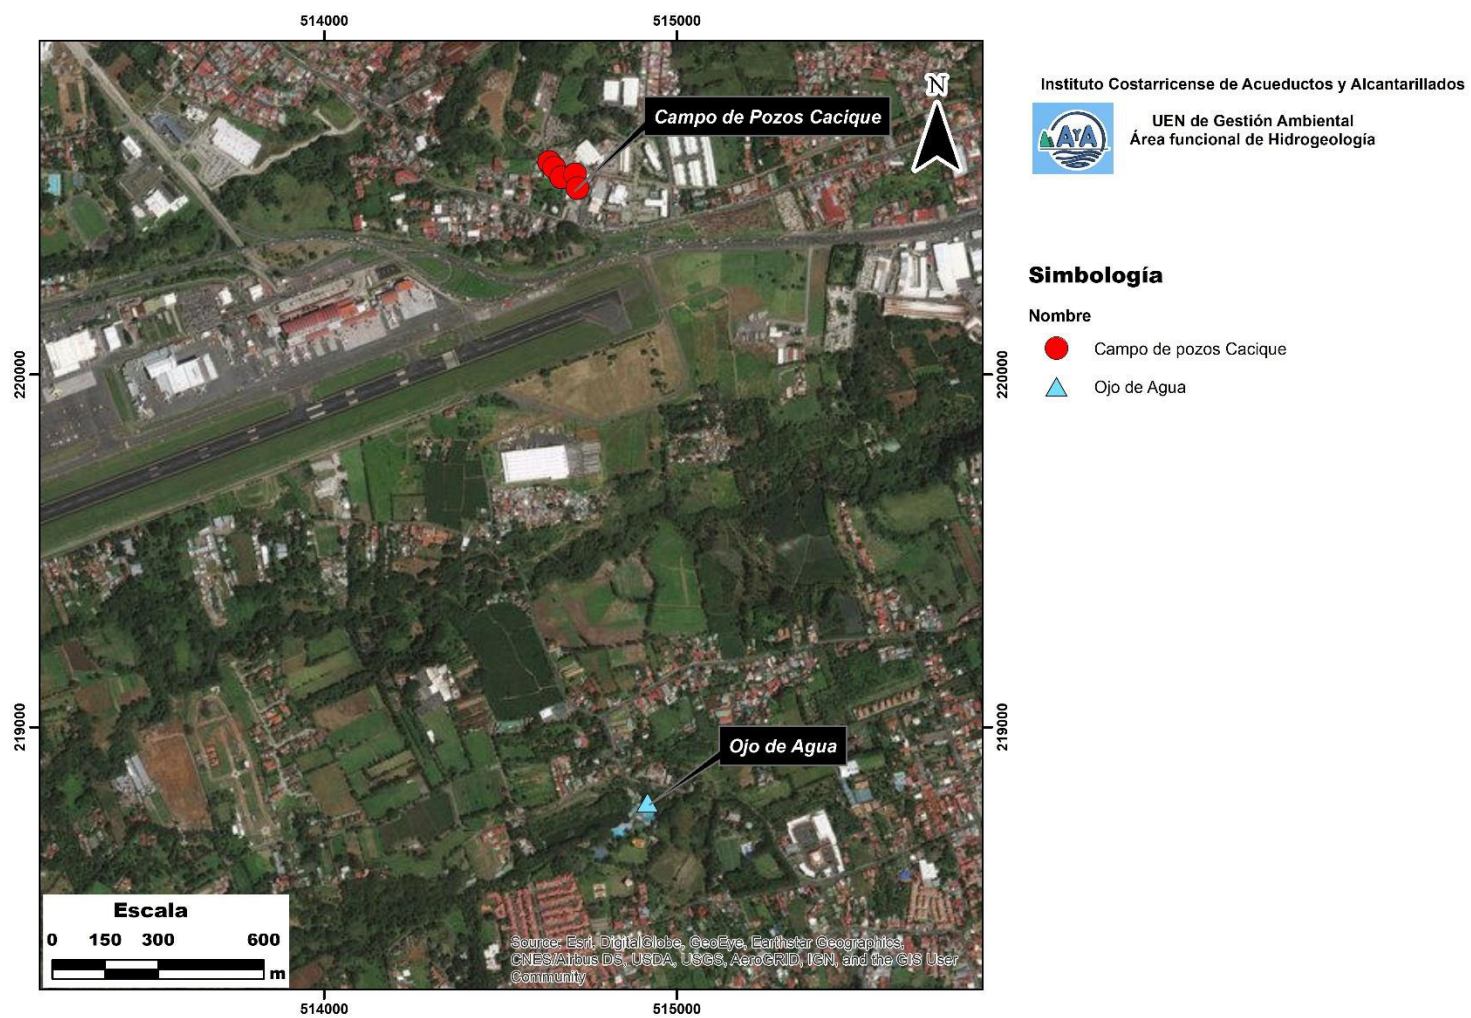 514000
515000
Instituto Costarricense de Acueductos y Alcantarillados
UEN de Gestión Ambiental
Área funcional de Hidrogeología
AyA
N
Campo de Pozos Cacique
Simbología
Nombre
Campo de pozos Cacique
Ojo de Agua
220000
220000
219000
219000
Ojo de Agua
Escala
0 150 300 600
m
Source: Esri, DigitalGlobe, GeoEye, Earthstar Geographics,
CNES/Airbus DS, USDA, USGS, AeroGRID, IGN, and the GIS User
Community
514000
515000